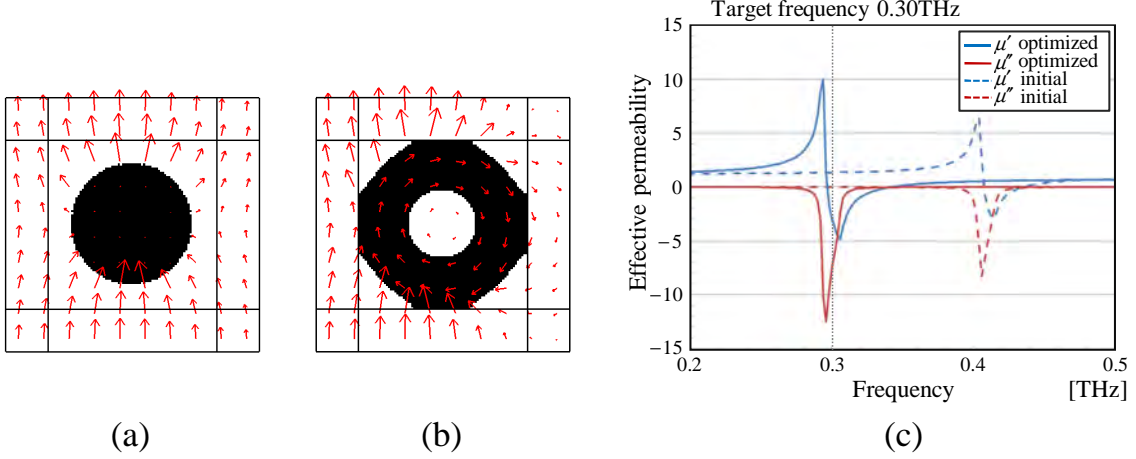 Target frequency 0.30THz
15
10
5
0
−5
−10
−15
Effective permeability
μ′ optimized
μ″ optimized
μ′ initial
μ″ initial
0.2
0.3
0.4
0.5
Frequency
[THz]
(a)
(b)
(c)